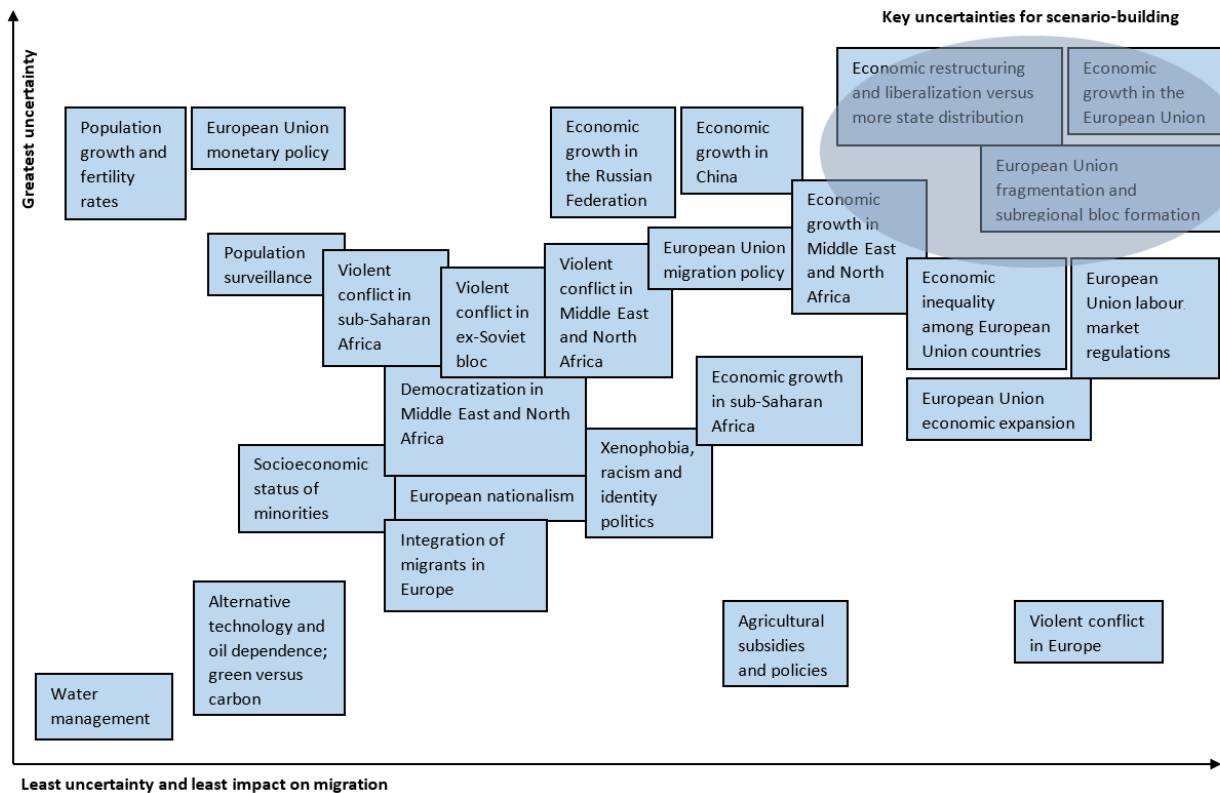 Key uncertainties for scenario-building
Greatest uncertainty
Economic restructuring
and liberalization versus
more state distribution
Economic
growth in the
European Union
Population
growth and
fertility
rates
European Union
monetary policy
Economic
growth in
the Russian
Federation
Economic
growth in
China
European Union
fragmentation and
subregional bloc formation
Economic
growth in
Middle East
and North
Africa
Population
surveillance
Violent
conflict in
sub-Saharan
Africa
Violent
conflict in
ex-Soviet
bloc
Violent
conflict in
Middle East
and North
Africa
European Union
migration policy
Economic
inequality
among European
Union countries
European
Union labour
market
regulations
Democratization in
Middle East and North
Africa
Economic growth
in sub-Saharan
Africa
European Union
economic expansion
Socioeconomic
status of
minorities
European nationalism
Xenophobia,
racism and
identity
politics
Integration of
migrants in
Europe
Alternative
technology and
oil dependence;
green versus
carbon
Agricultural
subsidies
and policies
Violent conflict
in Europe
Water
management
Least uncertainty and least impact on migration